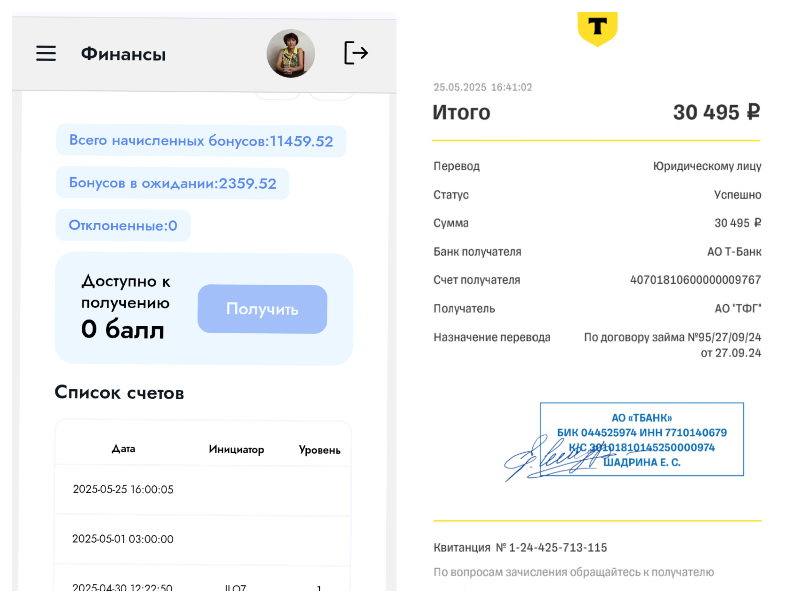 Финансы
Всего начисленных бонусов:11459.52
Бонусов в ожидании:2359.52
Отклоненные:0
Доступно к
получению
0 балл
Получить
Список счетов
Дата Инициатор Уровень
2025-05-25 16:00:05
2025-05-01 03:00:00
2025-04-30 12:22:50 1
T
25.05.2025 16:41:02
Итого 30 495 ₽
Перевод Юридическому лицу
Статус Успешно
Сумма 30 495 ₽
Банк получателя АО Т-Банк
Счет получателя 40701810600000009767
Получатель АО "ТФГ"
Назначение перевода По договору займа №95/27/09/24
от 27.09.24
АО «ТБАНК»
БИК 044525974 ИНН 7710140679
К/С 30101810145250000974
ШАДРИНА Е. С.
Квитанция № 1-24-425-713-115
По вопросам зачисления обращайтесь к получателю